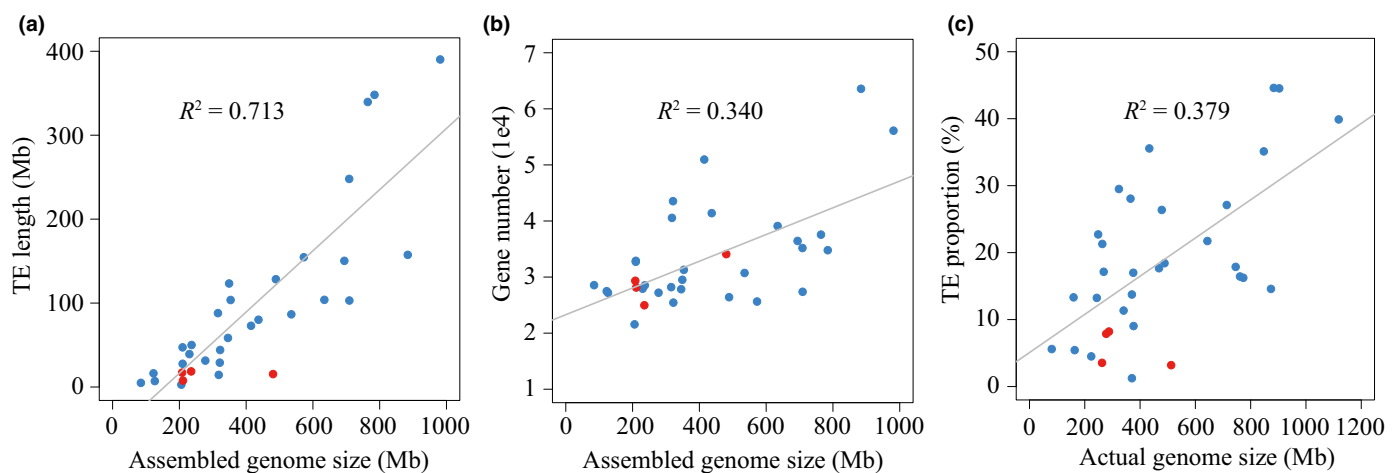 (a)
R² = 0.713
TE length (Mb)
400
300
200
100
0
0 200 400 600 800 1000
Assembled genome size (Mb)
(b)
R² = 0.340
Gene number (1e4)
7
6
5
4
3
2
1
0 200 400 600 800 1000
Assembled genome size (Mb)
(c)
R² = 0.379
TE proportion (%)
50
40
30
20
10
0
0 200 400 600 800 1000 1200
Actual genome size (Mb)